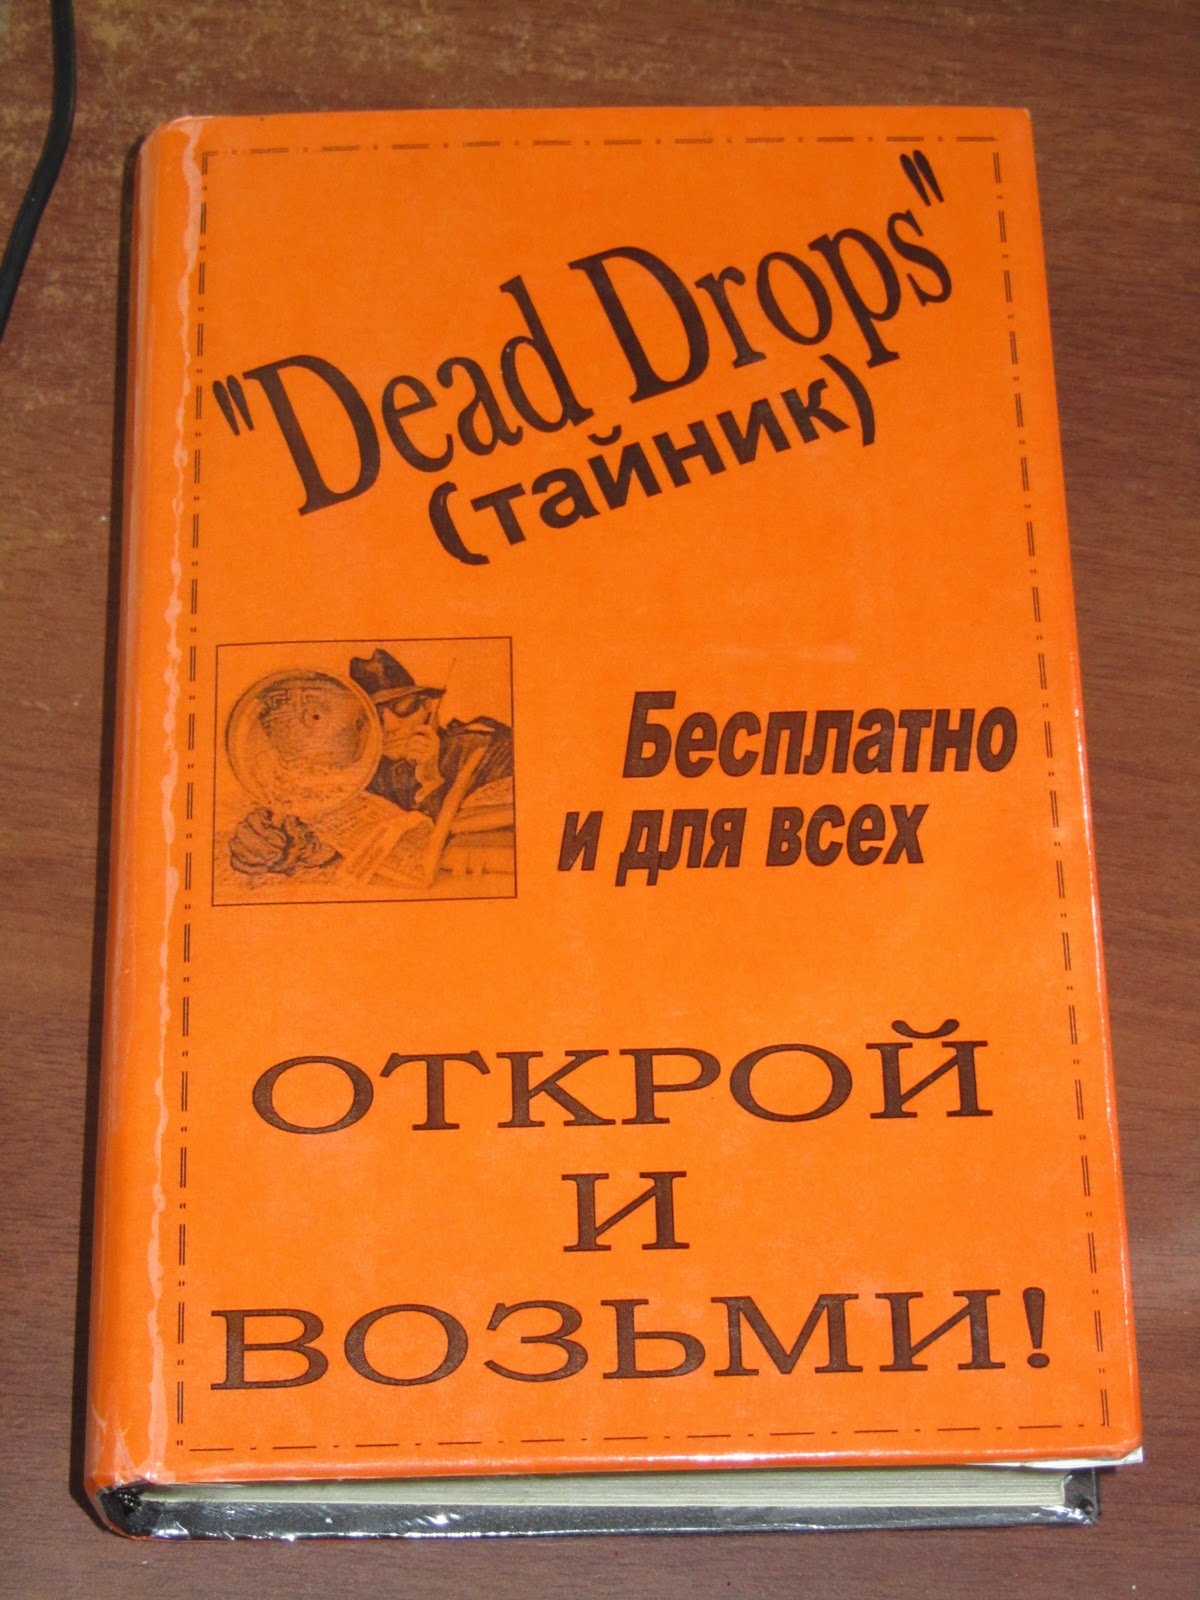 "Dead Drops"
(тайник)
Бесплатно
и для всех
ОТКРОЙ
И
ВОЗЬМИ!